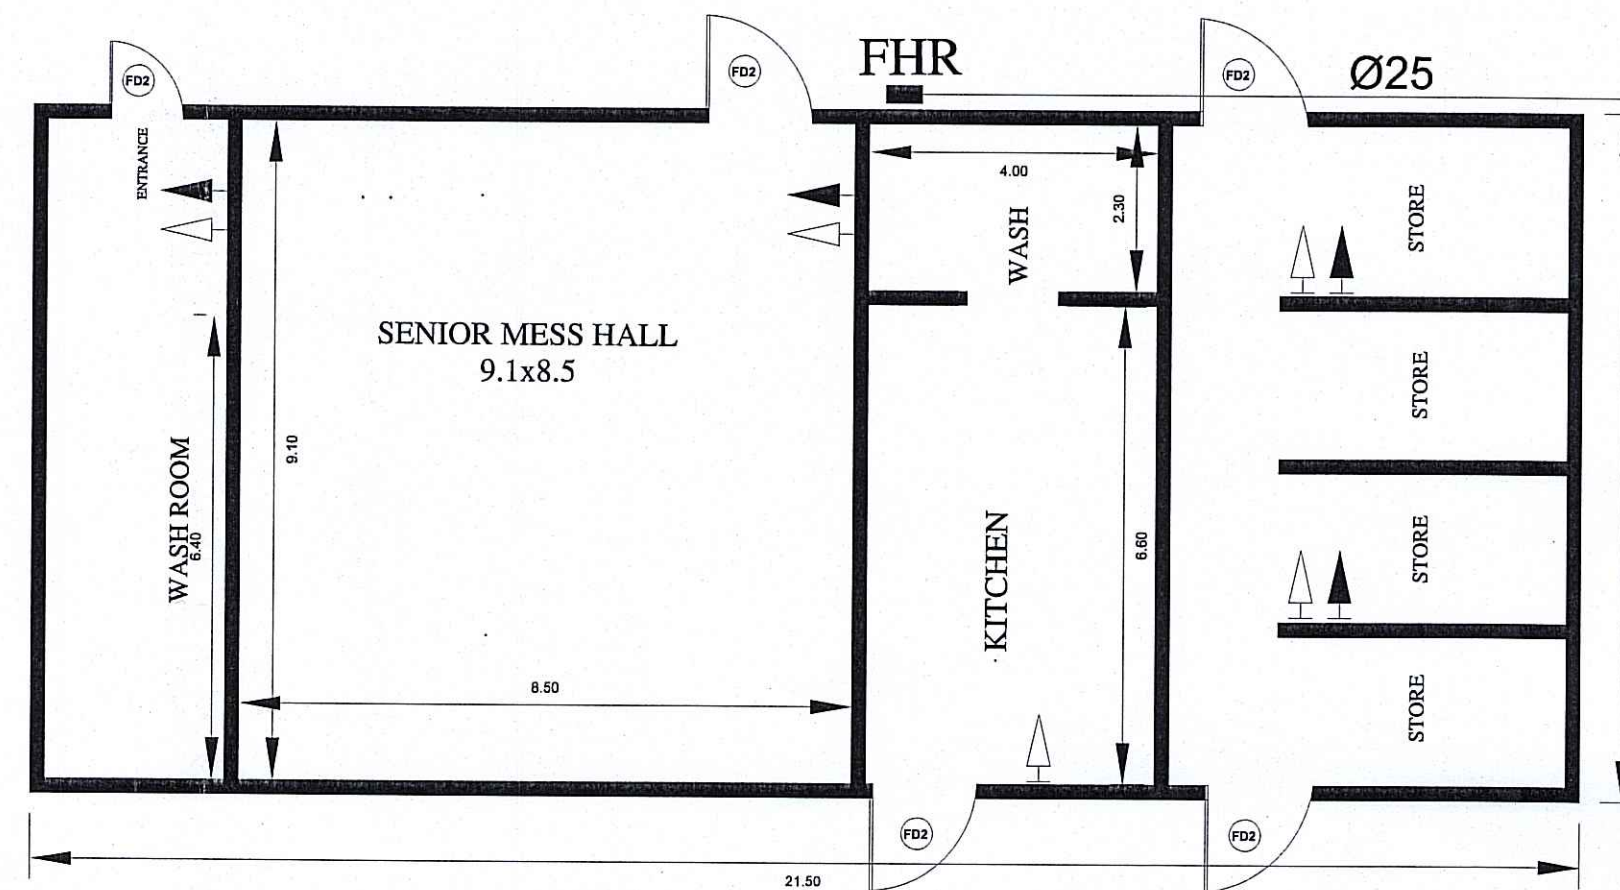 FD2
FD2
FHR
FD2
Ø25
ENTRANCE
4.00
2.30
WASH
STORE
SENIOR MESS HALL
9.1x8.5
STORE
9.10
WASH ROOM
6.40
KITCHEN
6.60
STORE
8.50
STORE
FD2
FD2
21.50